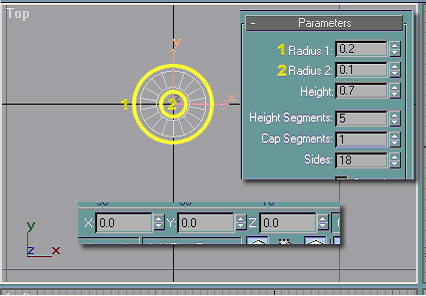 Top
y
1
2
x
- Parameters
1 Radius 1: 0.2
2 Radius 2: 0.1
Height: 0.7
Height Segments: 5
Cap Segments: 1
Sides: 18
X: 0.0 Y: 0.0 Z: 0.0
y
z x